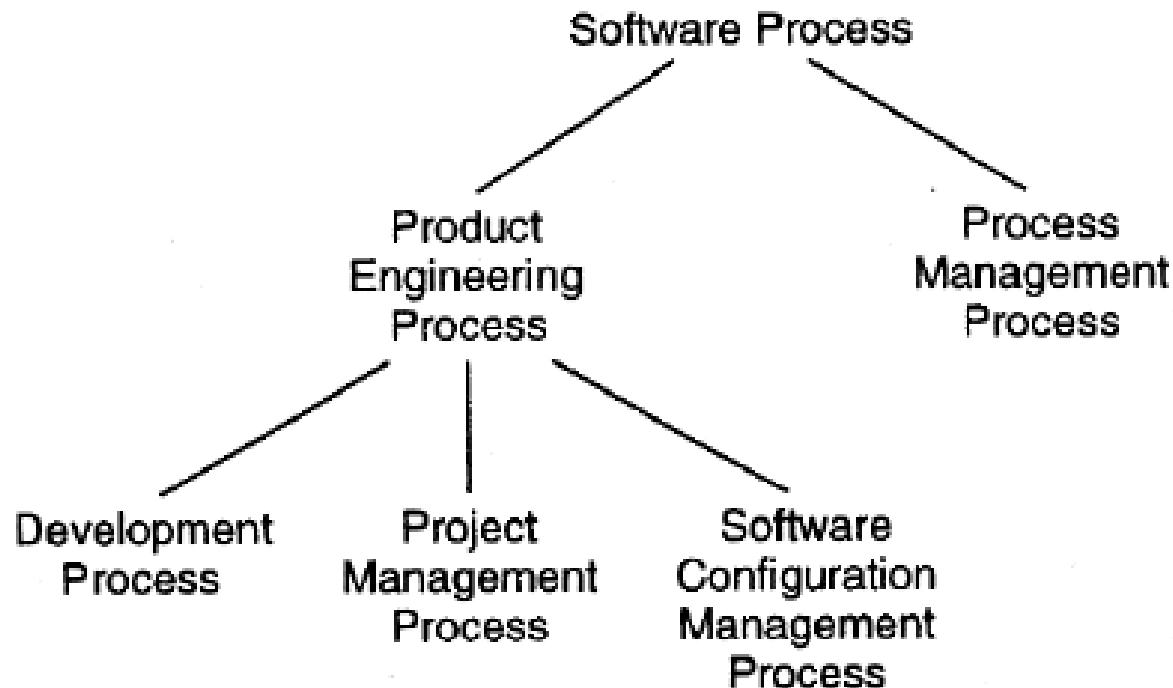 Software Process
Product
Engineering
Process
Process
Management
Process
Development
Process
Project
Management
Process
Software
Configuration
Management
Process